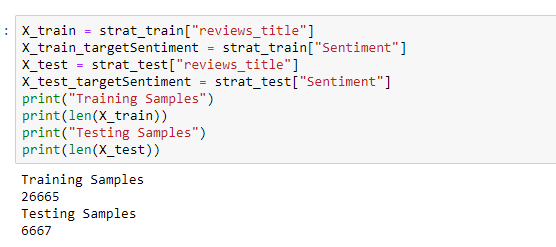 :
X_train = strat_train["reviews_title"]
X_train_targetSentiment = strat_train["Sentiment"]
X_test = strat_test["reviews_title"]
X_test_targetSentiment = strat_test["Sentiment"]
print("Training Samples")
print(len(X_train))
print("Testing Samples")
print(len(X_test))
Training Samples
26665
Testing Samples
6667